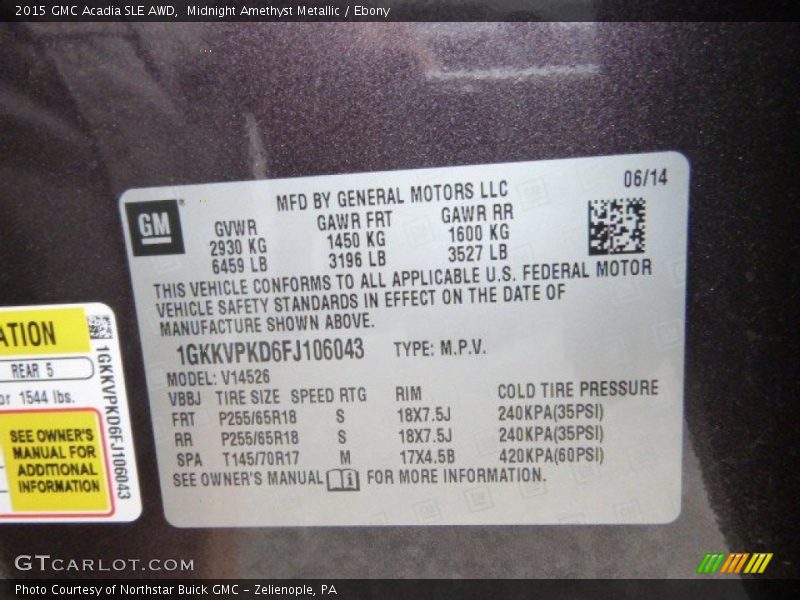 2015 GMC Acadia SLE AWD,  Midnight Amethyst Metallic / Ebony
06/14
MFD BY GENERAL MOTORS LLC
GM
GVWR GAWR FRT GAWR RR
2930 KG 1450 KG 1600 KG
6459 LB 3196 LB 3527 LB
THIS VEHICLE CONFORMS TO ALL APPLICABLE U.S. FEDERAL MOTOR
VEHICLE SAFETY STANDARDS IN EFFECT ON THE DATE OF
MANUFACTURE SHOWN ABOVE.
1GKKVPKD6FJ106043 TYPE: M.P.V.
MODEL: V14526
VBBJ TIRE SIZE SPEED RTG RIM COLD TIRE PRESSURE
FRT P255/65R18 S 18X7.5J 240KPA(35PSI)
RR P255/65R18 S 18X7.5J 240KPA(35PSI)
SPA T145/70R17 M 17X4.5B 420KPA(60PSI)
SEE OWNER'S MANUAL FOR MORE INFORMATION.
ATION
REAR 5
or 1544 lbs.
SEE OWNER'S
MANUAL FOR
ADDITIONAL
INFORMATION
1GKKVPKD6FJ106043
GTCARLOT.COM
Photo Courtesy of Northstar Buick GMC - Zelienople, PA